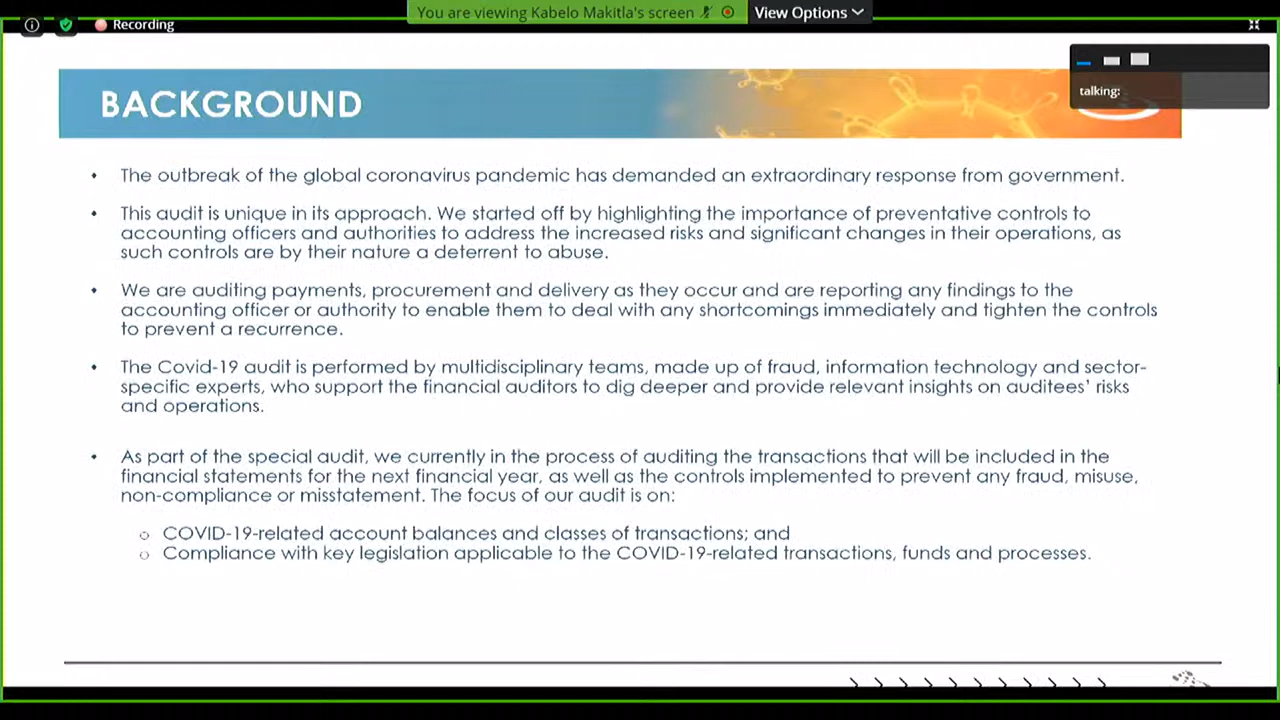 You are viewing Kabelo Makitla's screen
View Options
Recording
talking:
BACKGROUND
• The outbreak of the global coronavirus pandemic has demanded an extraordinary response from government.
• This audit is unique in its approach. We started off by highlighting the importance of preventative controls to
accounting officers and authorities to address the increased risks and significant changes in their operations, as
such controls are by their nature a deterrent to abuse.
• We are auditing payments, procurement and delivery as they occur and are reporting any findings to the
accounting officer or authority to enable them to deal with any shortcomings immediately and tighten the controls
to prevent a recurrence.
• The Covid-19 audit is performed by multidisciplinary teams, made up of fraud, information technology and sector-
specific experts, who support the financial auditors to dig deeper and provide relevant insights on auditees' risks
and operations.
• As part of the special audit, we currently in the process of auditing the transactions that will be included in the
financial statements for the next financial year, as well as the controls implemented to prevent any fraud, misuse,
non-compliance or misstatement. The focus of our audit is on:
o COVID-19-related account balances and classes of transactions; and
o Compliance with key legislation applicable to the COVID-19-related transactions, funds and processes.